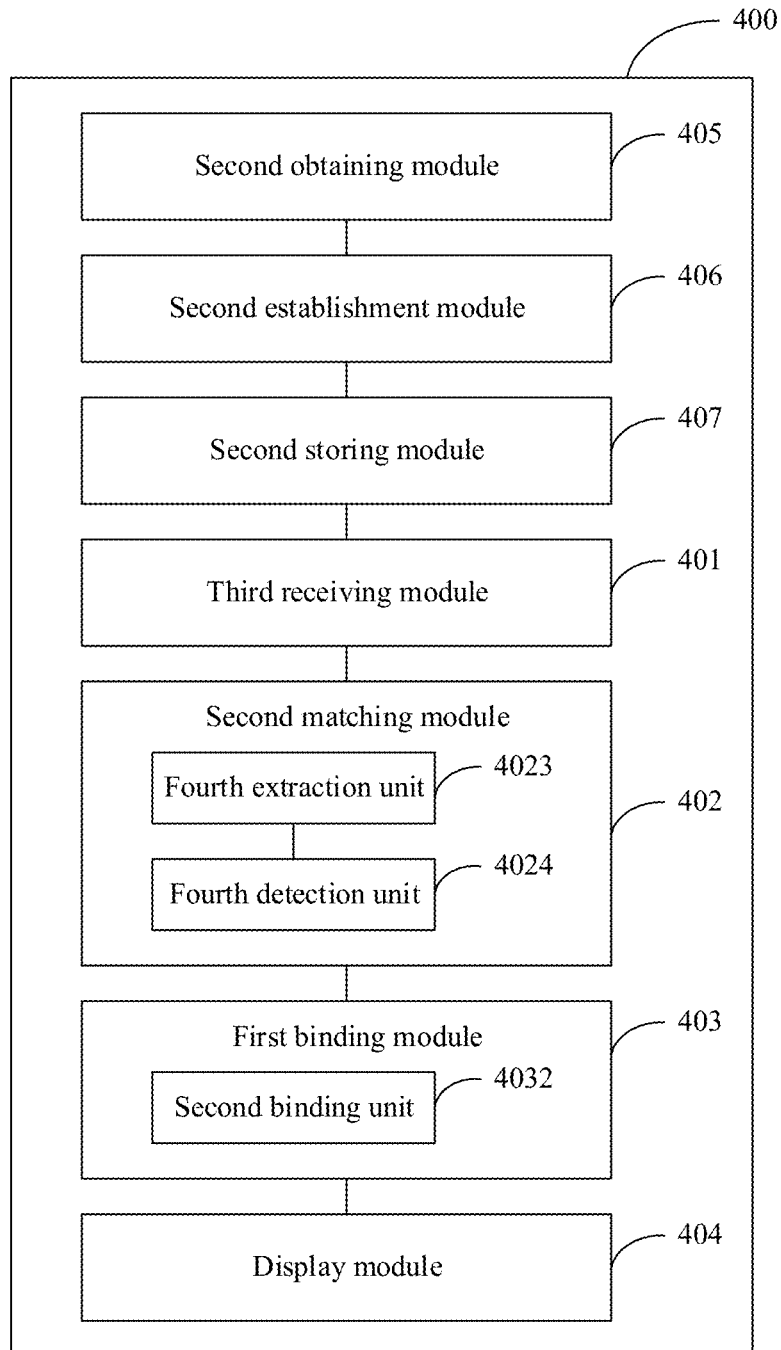 400
Second obtaining module
405
Second establishment module
406
Second storing module
407
Third receiving module
401
Second matching module
Fourth extraction unit
4023
Fourth detection unit
4024
402
First binding module
403
Second binding unit
4032
Display module
404